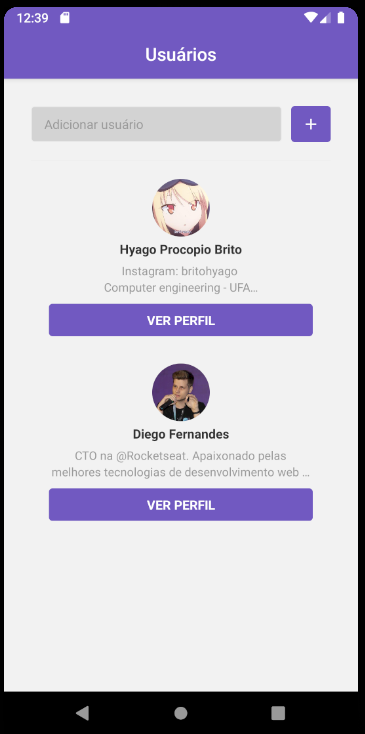 12:39
Usuários
Adicionar usuário
+
Hyago Procopio Brito
Instagram: britohyago
Computer engineering - UFA...
VER PERFIL
Diego Fernandes
CTO na @Rocketseat. Apaixonado pelas
melhores tecnologias de desenvolvimento web ...
VER PERFIL